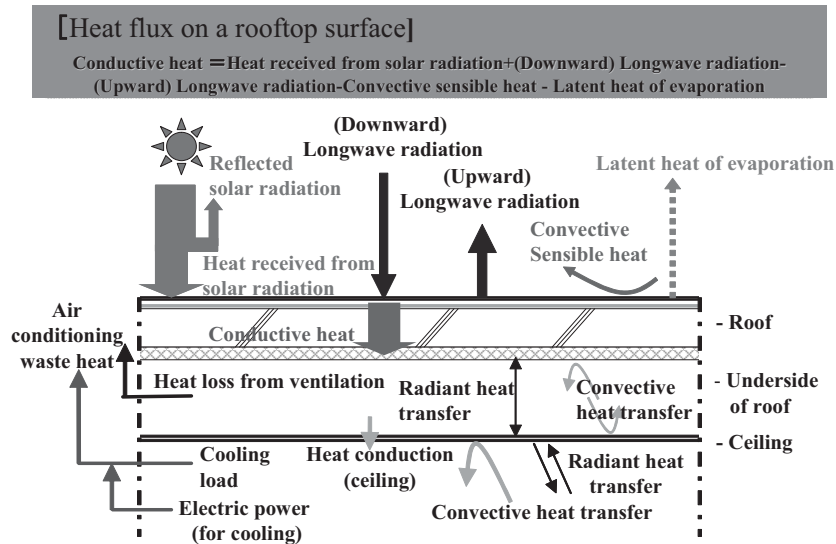 [Heat flux on a rooftop surface]
Conductive heat =Heat received from solar radiation+(Downward) Longwave radiation-
(Upward) Longwave radiation-Convective sensible heat - Latent heat of evaporation
(Downward)
Longwave radiation
Reflected
solar radiation
(Upward)
Longwave radiation
Latent heat of evaporation
Convective
Sensible heat
Heat received from
solar radiation
Air
conditioning
waste heat
Conductive heat
- Roof
Heat loss from ventilation
Radiant heat
transfer
Convective
heat transfer
- Underside
of roof
- Ceiling
Cooling
load
Heat conduction
(ceiling)
Radiant heat
transfer
Electric power
(for cooling)
Convective heat transfer